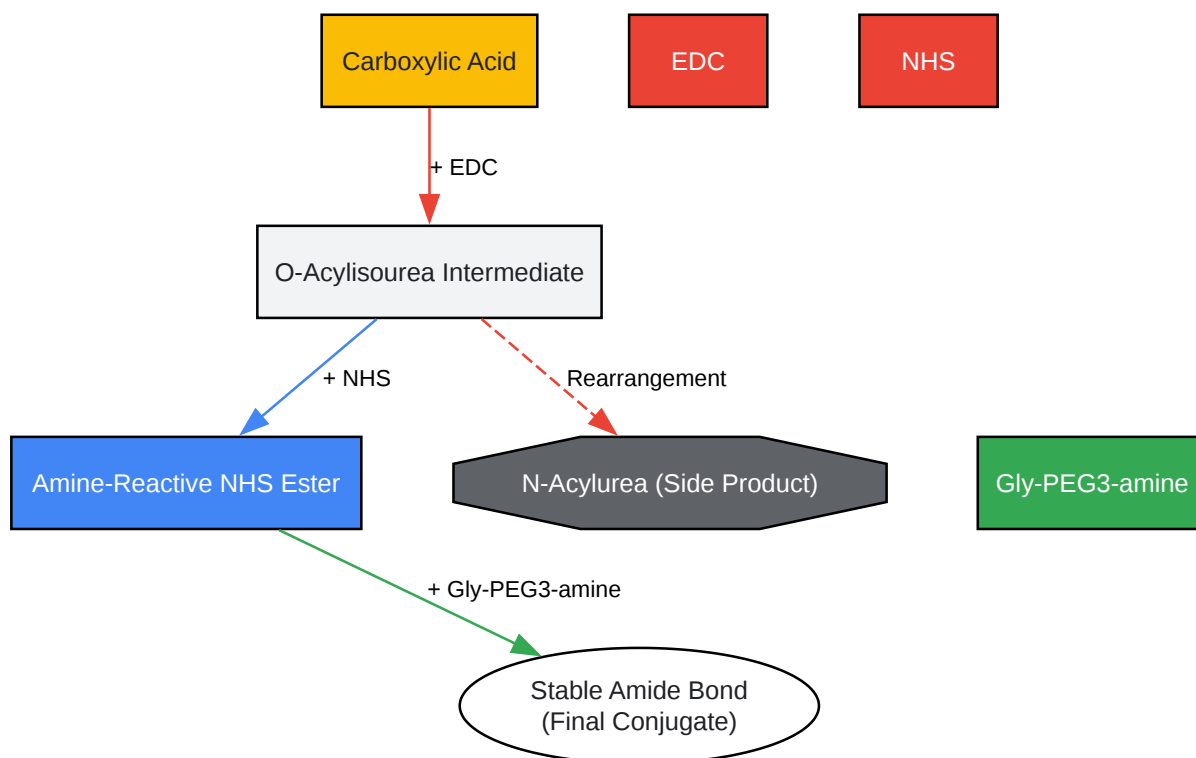 Carboxylic Acid
EDC
NHS
+ EDC
O-Acylisourea Intermediate
+ NHS
Rearrangement
Amine-Reactive NHS Ester
N-Acylurea (Side Product)
Gly-PEG3-amine
+ Gly-PEG3-amine
Stable Amide Bond
(Final Conjugate)